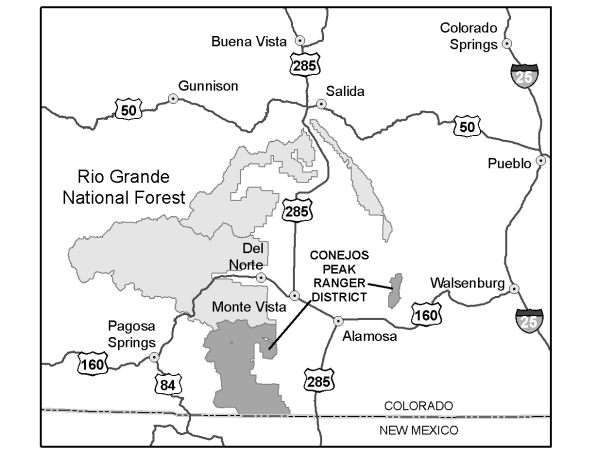 Colorado
Springs
Buena Vista
285
25
Gunnison
Salida
50
50
Pueblo
Rio Grande
National Forest
285
Del
Norte
CONEJOS
PEAK
RANGER
DISTRICT
Walsenburg
Monte Vista
160
25
Pagosa
Springs
Alamosa
160
84
285
COLORADO
NEW MEXICO